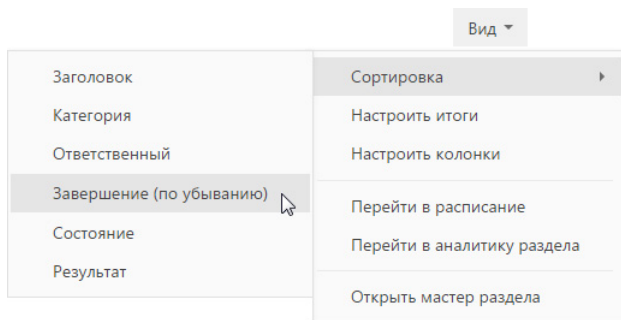 Вид
Сортировка
Настроить итоги
Настроить колонки
Перейти в расписание
Перейти в аналитику раздела
Открыть мастер раздела
Заголовок
Категория
Ответственный
Завершение (по убыванию)
Состояние
Результат